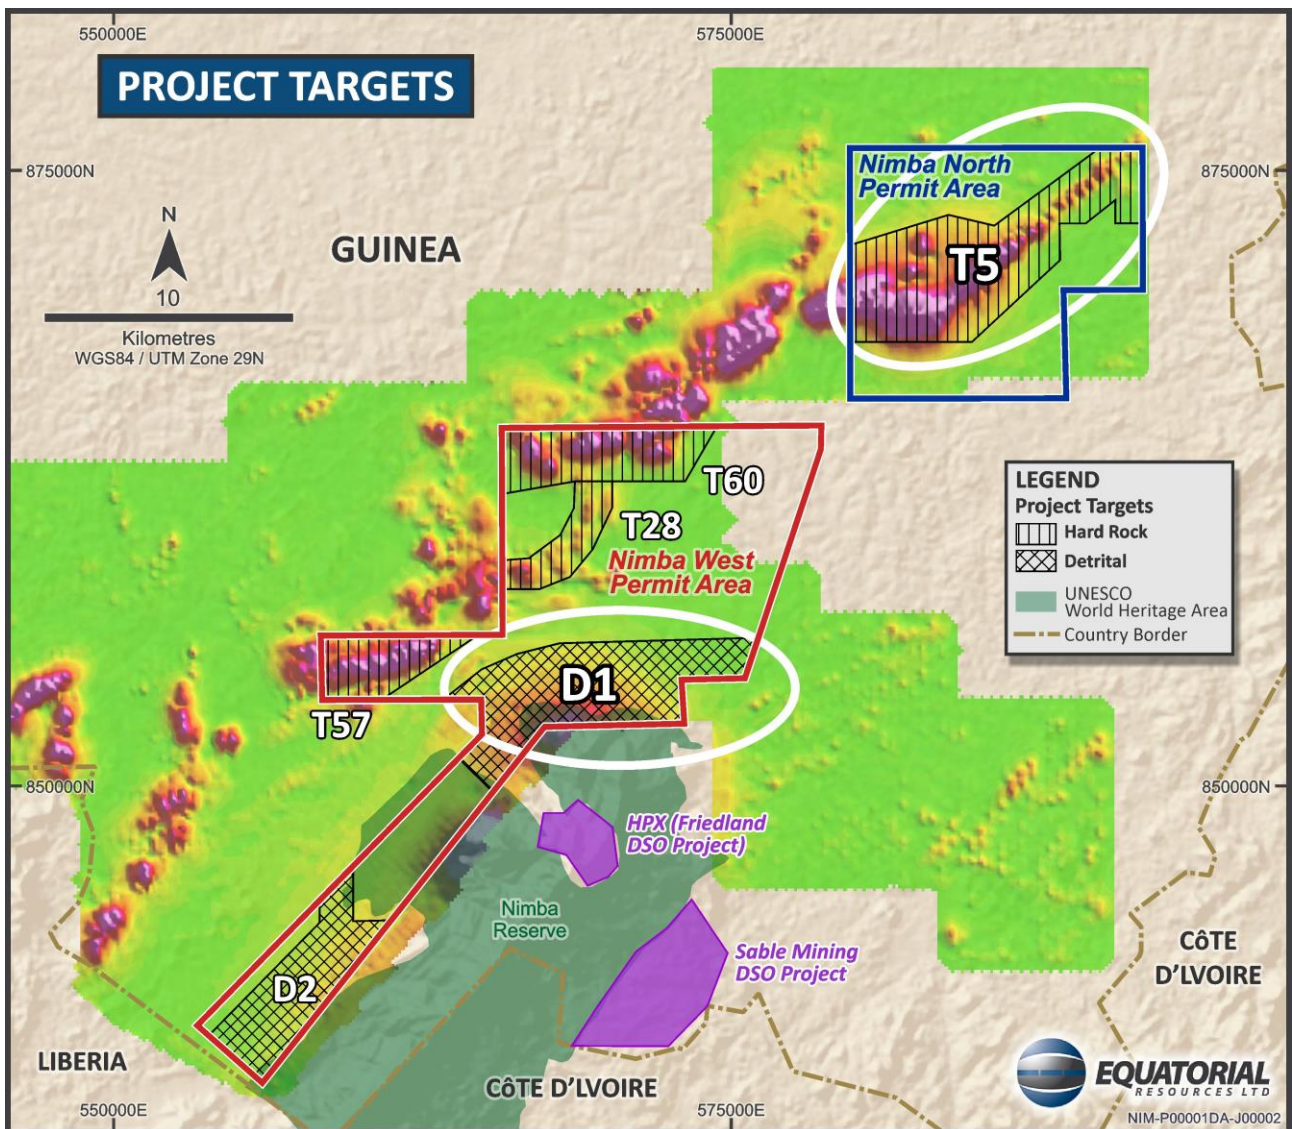 550000E
575000E
PROJECT TARGETS
875000N
875000N
Nimba North
Permit Area
N
GUINEA
T5
10
Kilometres
WGS84 / UTM Zone 29N
T60
T28
Nimba West
Permit Area
LEGEND
Project Targets
Hard Rock
Detrital
UNESCO
World Heritage Area
Country Border
D1
T57
850000N
850000N
HPX (Friedland
DSO Project)
Nimba
Reserve
Sable Mining
DSO Project
CôTE
D'LVOIRE
D2
LIBERIA
CôTE D'LVOIRE
EQUATORIAL
RESOURCES LTD
550000E
575000E
NIM-P00001DA-J00002